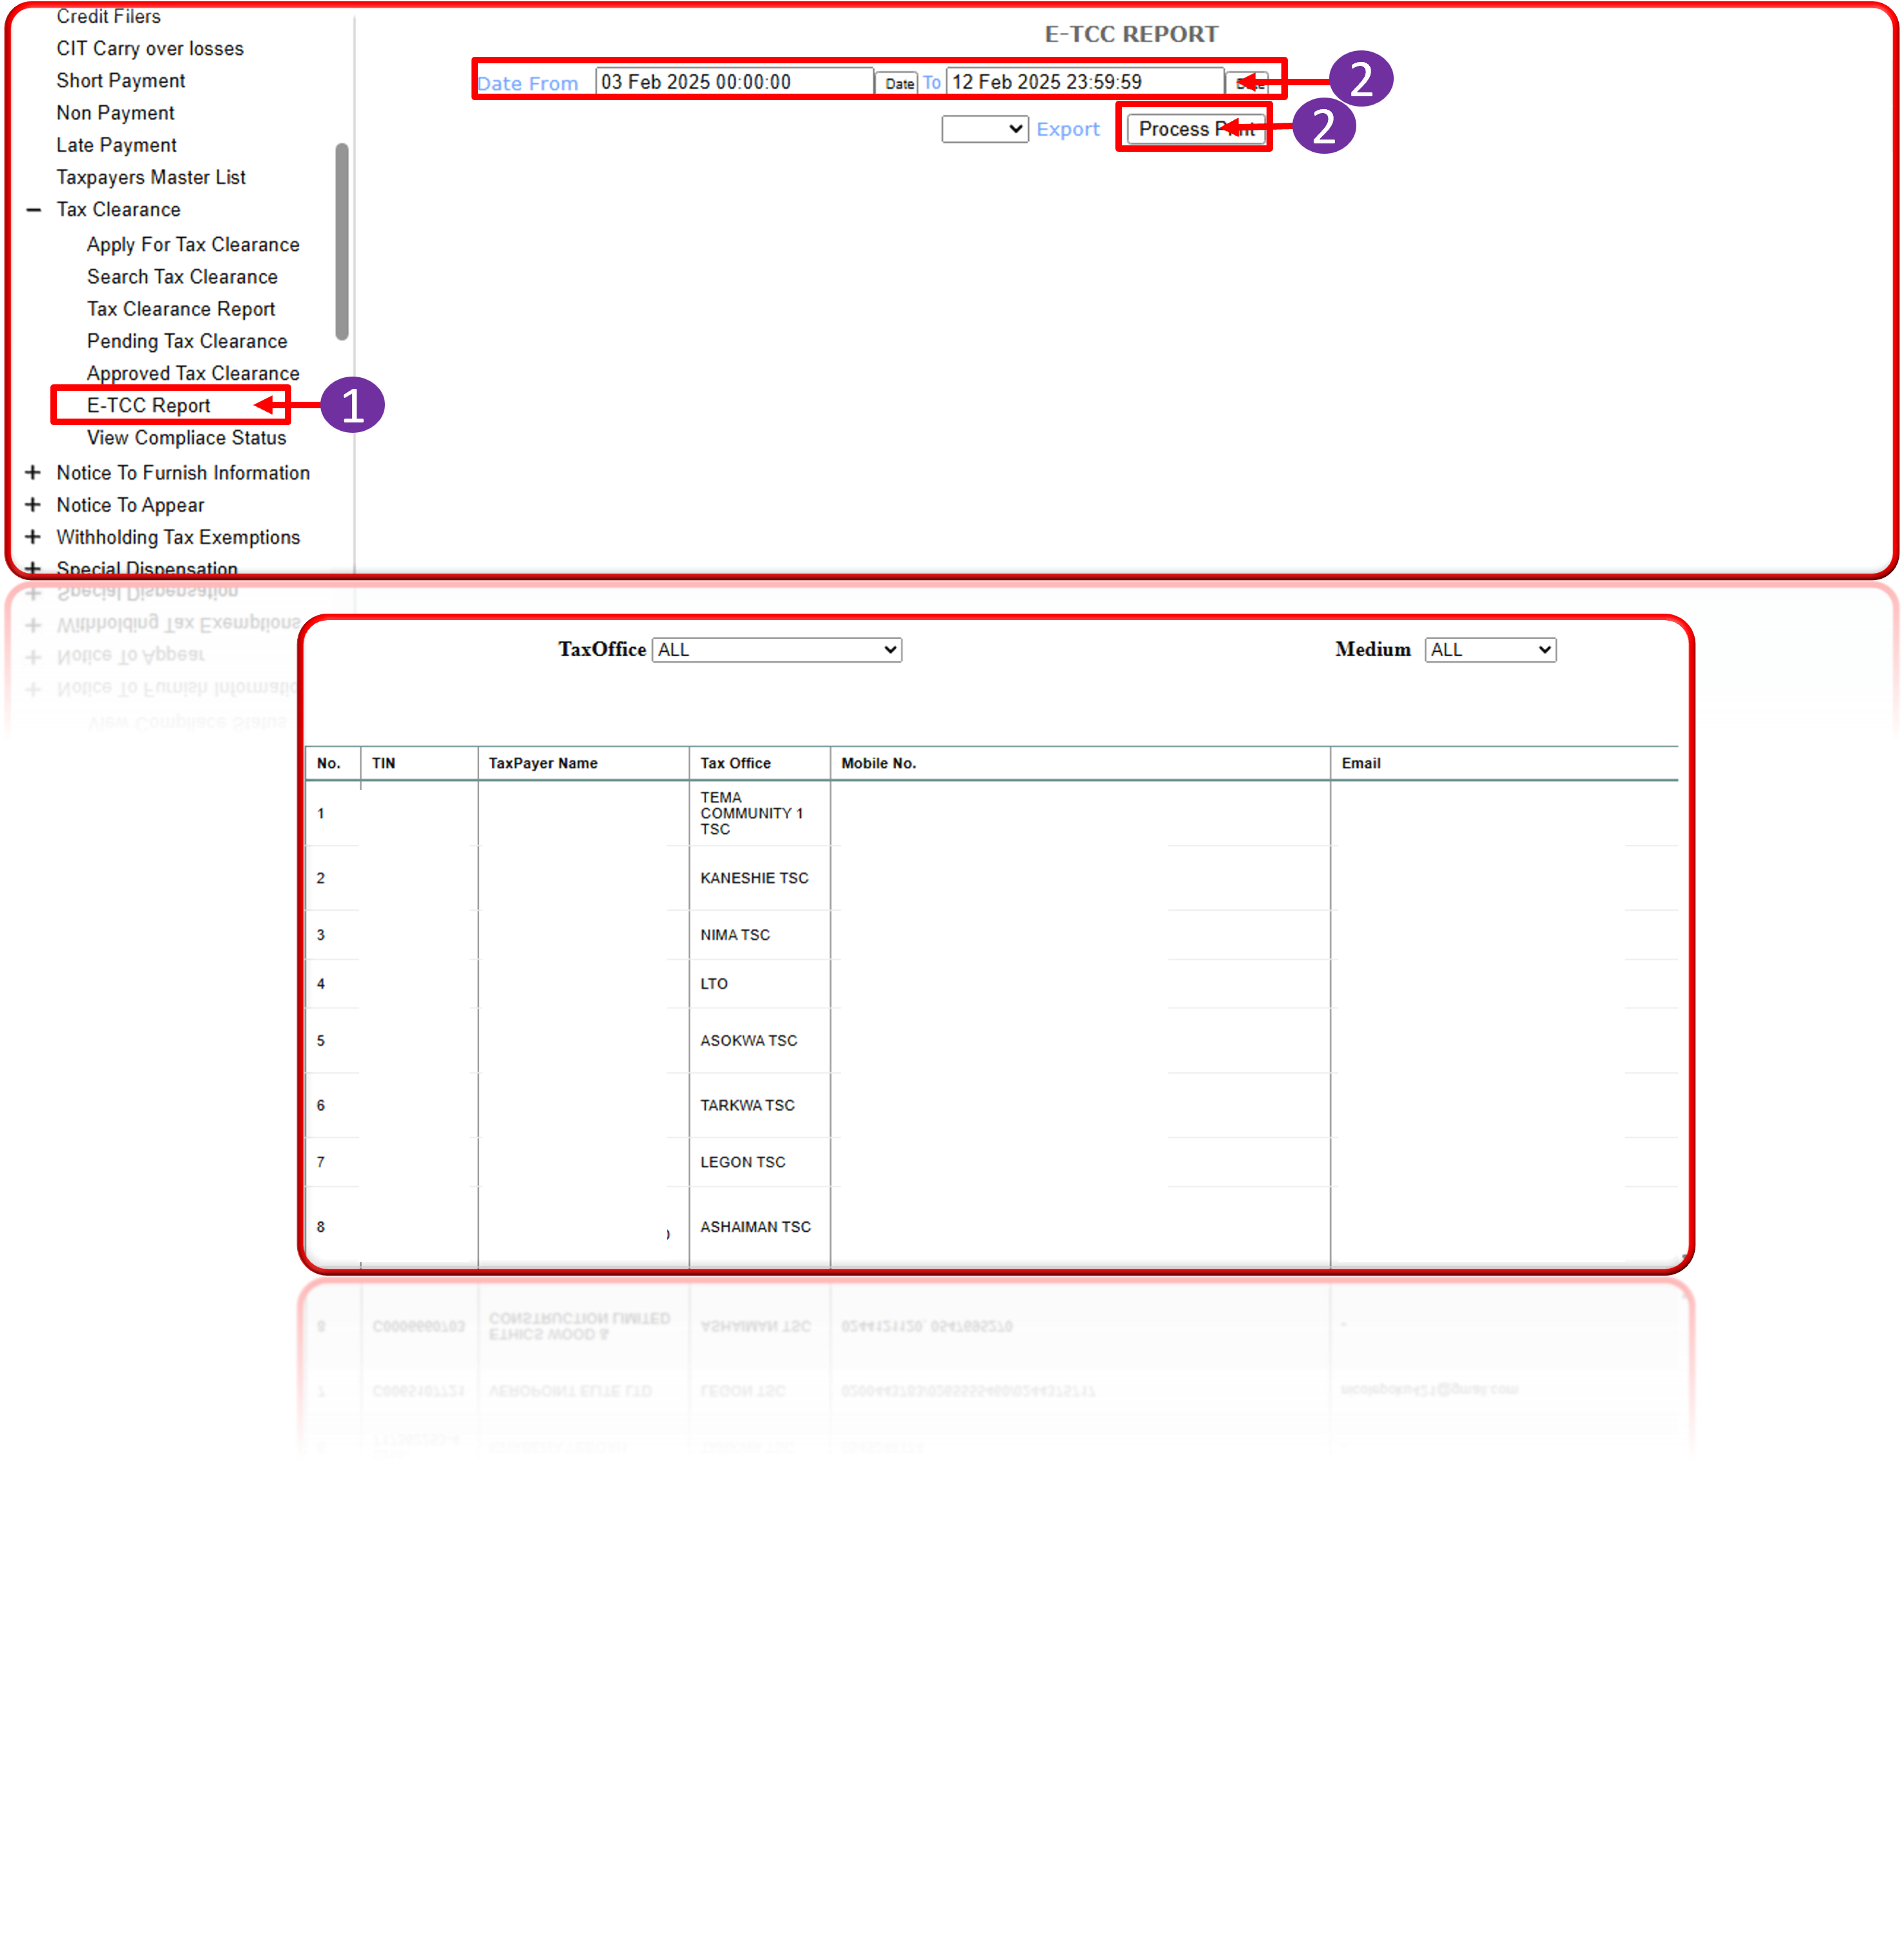 Credit Filers
CIT Carry over losses
Short Payment
Non Payment
Late Payment
Taxpayers Master List
− Tax Clearance
Apply For Tax Clearance
Search Tax Clearance
Tax Clearance Report
Pending Tax Clearance
Approved Tax Clearance
E-TCC Report
1
View Compliace Status
+ Notice To Furnish Information
+ Notice To Appear
+ Withholding Tax Exemptions
+ Special Dispensation
E-TCC REPORT
Date From 03 Feb 2025 00:00:00 Date To 12 Feb 2025 23:59:59 Date
2
Export Process Print
2
TaxOffice ALL Medium ALL
No. TIN TaxPayer Name Tax Office Mobile No. Email
1 TEMA
COMMUNITY 1
TSC
2 KANESHIE TSC
3 NIMA TSC
4 LTO
5 ASOKWA TSC
6 TARKWA TSC
7 LEGON TSC
8 ASHAIMAN TSC